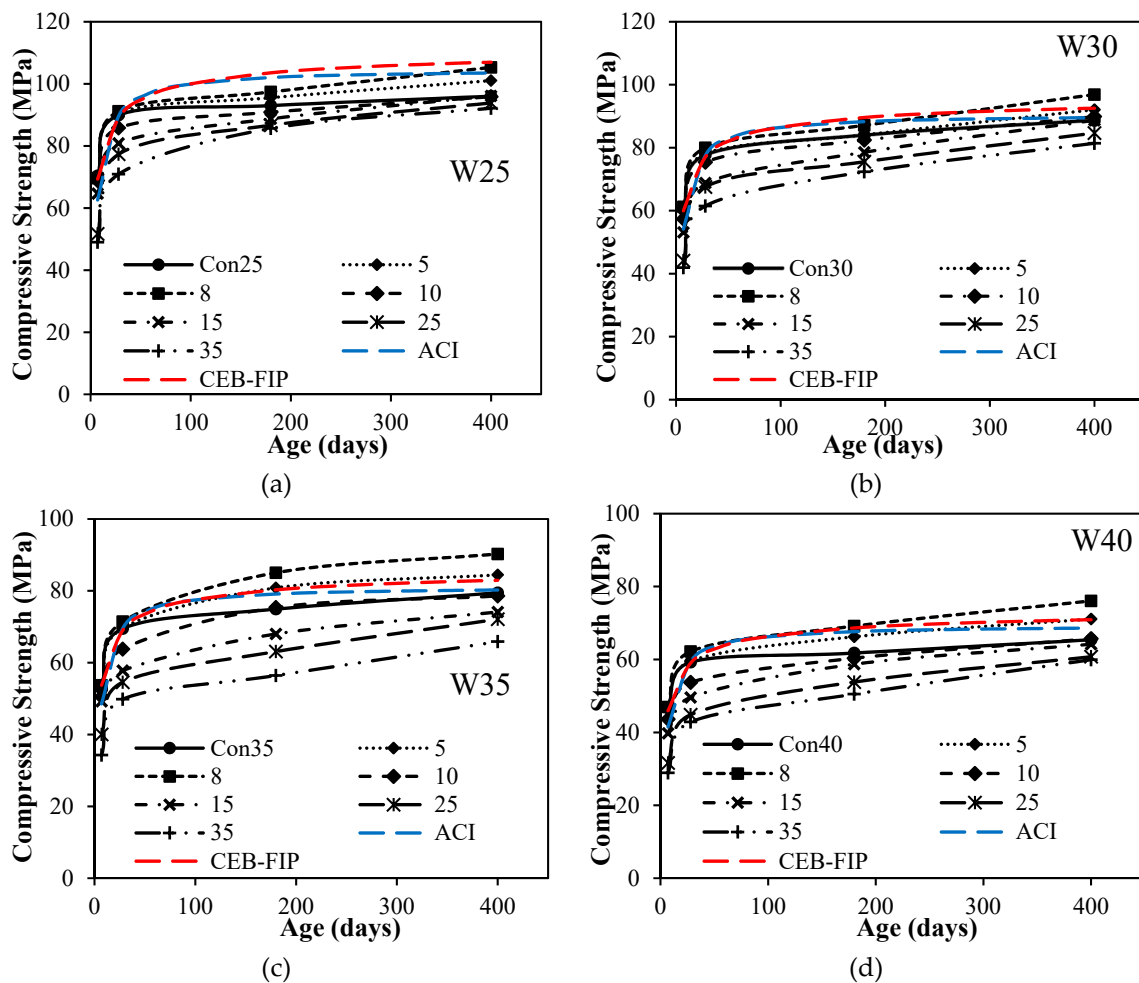 (a)
W25
Compressive Strength (MPa)
120
100
80
60
40
20
0
Con25 5
8 10
15 25
35 ACI
CEB-FIP
0 100 200 300 400
Age (days)
(b)
W30
Compressive Strength (MPa)
120
100
80
60
40
20
0
Con30 5
8 10
15 25
35 ACI
CEB-FIP
0 100 200 300 400
Age (days)
(a)
(b)
W35
Compressive Strength (MPa)
100
80
60
40
20
0
Con35 5
8 10
15 25
35 ACI
CEB-FIP
0 100 200 300 400
Age (days)
(c)
W40
Compressive Strength (MPa)
100
80
60
40
20
0
Con40 5
8 10
15 25
35 ACI
CEB-FIP
0 100 200 300 400
Age (days)
(d)